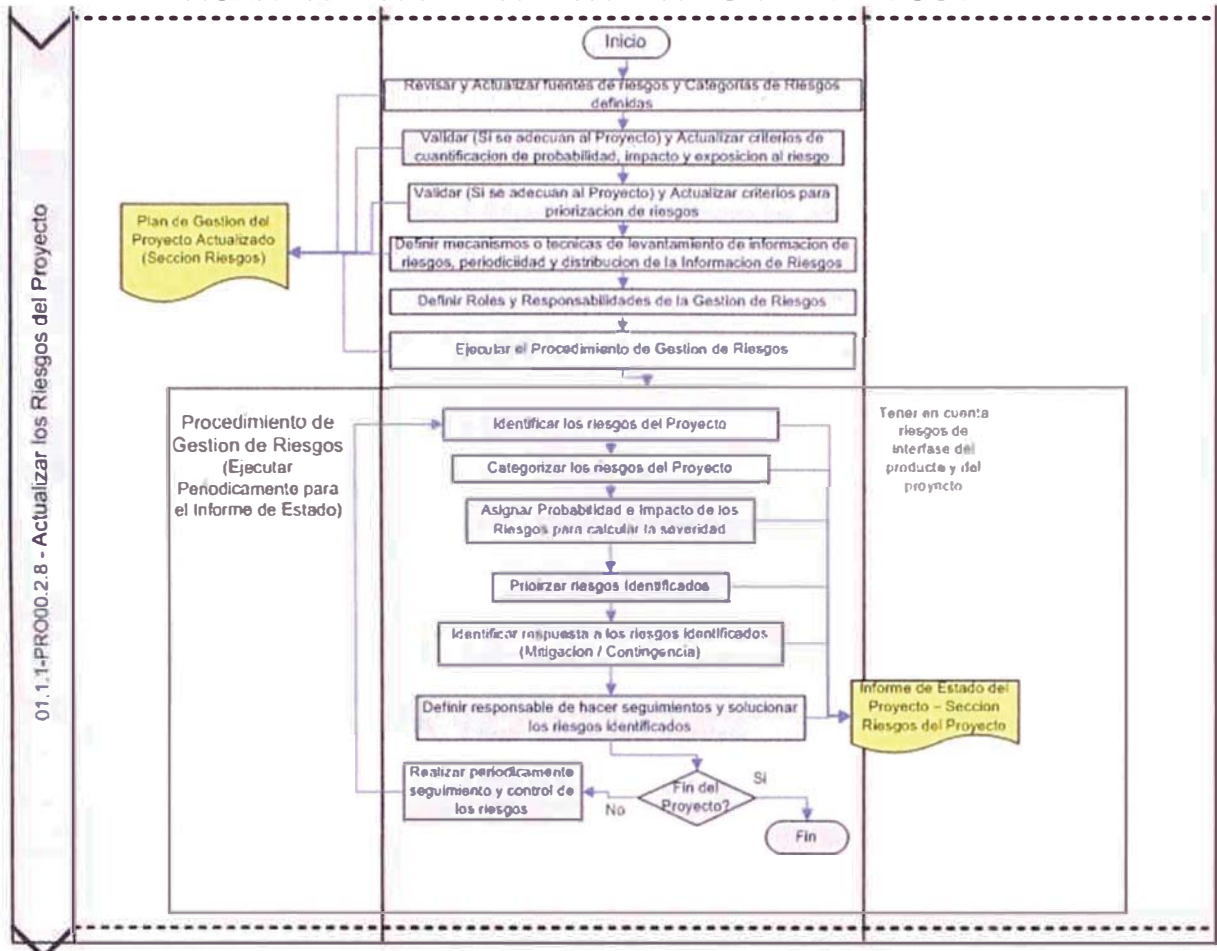 Inicio
Revisar y Actualizar fuentes de riesgos y Categorias de Riesgos
definidas
Validar (Si se adecuan al Proyecto) y Actualizar criterios de
cuantificacion de probabilidad, impacto y exposicion al riesgo
Validar (Si se adecuan al Proyecto) y Actualizar criterios para
priorizacion de riesgos
Plan de Gestion del
Proyecto Actualizado
(Seccion Riesgos)
Definir mecanismos o tecnicas de levantamiento de informacion de
riesgos, periodiciidad y distribucion de la Informacion de Riesgos
Definir Roles y Responsabilidades de la Gestion de Riesgos
Ejecutar el Procedimiento de Gestion de Riesgos
01.1.1-PRO00.2.8 - Actualizar los Riesgos del Proyecto
Procedimiento de
Gestion de Riesgos
(Ejecutar
Periodicamente para
el Informe de Estado)
Tener en cuenta
riesgos de
interfase del
producto y del
proyecto
Identificar los riesgos del Proyecto
Categorizar los riesgos del Proyecto
Asignar Probabilidad e Impacto de los
Riesgos para calcular la severidad
Prioirzar riesgos Identificados
Identificar respuesta a los riesgos identificados
(Mitigacion / Contingencia)
Definir responsable de hacer seguimientos y solucionar
los riesgos identificados
Informe de Estado del
Proyecto – Seccion
Riesgos del Proyecto
Realizar periodicamente
seguimiento y control de
los riesgos
No
Fin del
Proyecto?
Si
Fin